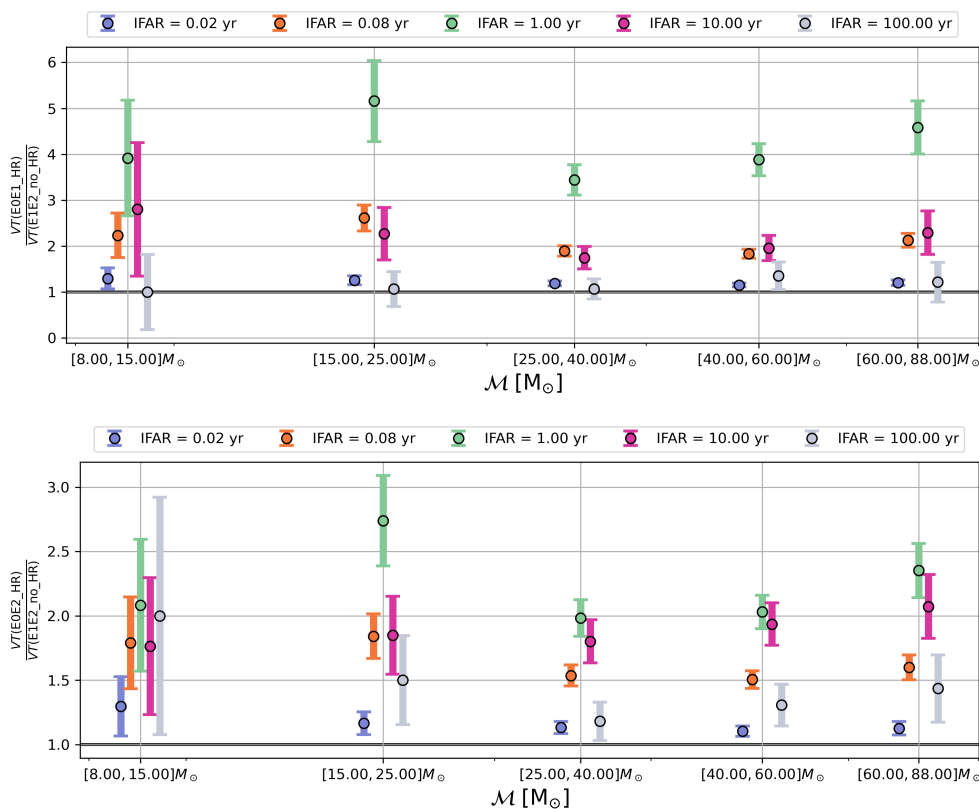 IFAR = 0.02 yr IFAR = 0.08 yr IFAR = 1.00 yr IFAR = 10.00 yr IFAR = 100.00 yr
6
5
4
3
2
1
0
VT(E0E1_HR)
VT(E1E2_no_HR)
[8.00, 15.00]M⊙ [15.00, 25.00]M⊙ [25.00, 40.00]M⊙ [40.00, 60.00]M⊙ [60.00, 88.00]M⊙
ℳ [M⊙]
IFAR = 0.02 yr IFAR = 0.08 yr IFAR = 1.00 yr IFAR = 10.00 yr IFAR = 100.00 yr
3.0
2.5
2.0
1.5
1.0
VT(E0E2_HR)
VT(E1E2_no_HR)
[8.00, 15.00]M⊙ [15.00, 25.00]M⊙ [25.00, 40.00]M⊙ [40.00, 60.00]M⊙ [60.00, 88.00]M⊙
ℳ [M⊙]